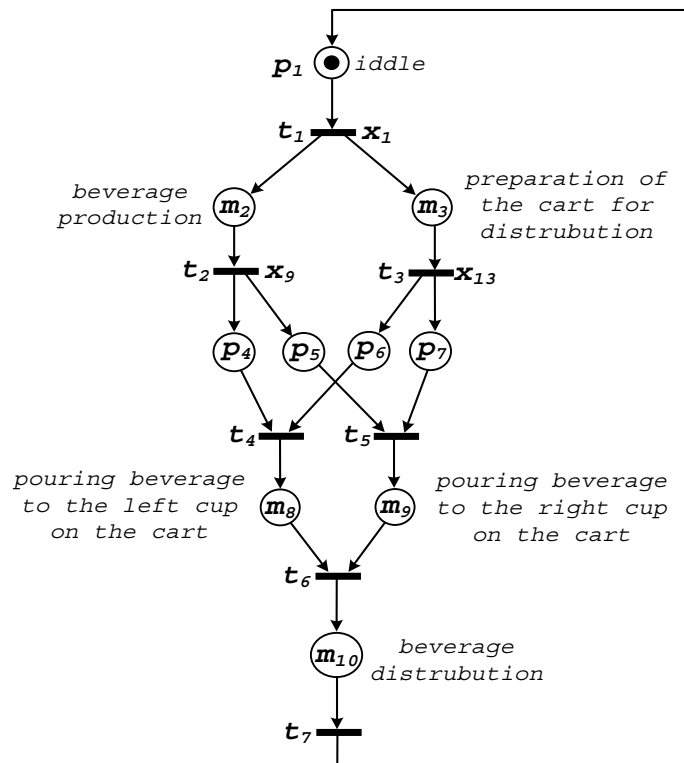 p₁ iddle
t₁ x₁
beverage
production
m₂
m₃
preparation of
the cart for
distrubution
t₂ x₉
t₃ x₁₃
p₄ p₅ p₆ p₇
t₄ t₅
pouring beverage
to the left cup
on the cart
m₈
m₉
pouring beverage
to the right cup
on the cart
t₆
m₁₀
beverage
distrubution
t₇